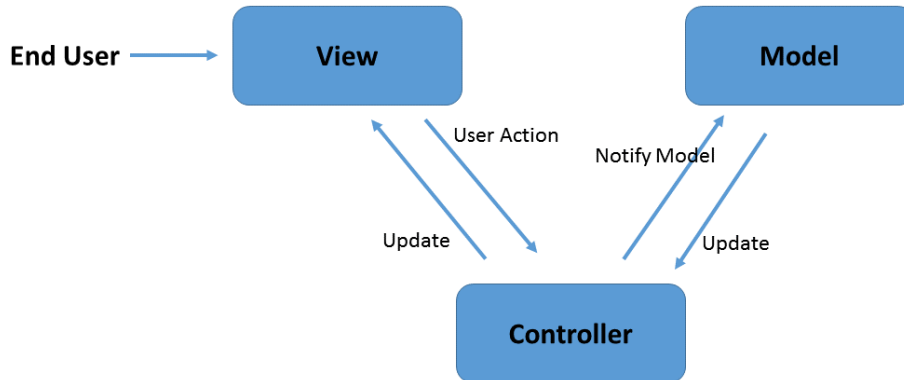 End User
View
Model
User Action
Notify Model
Update
Update
Controller